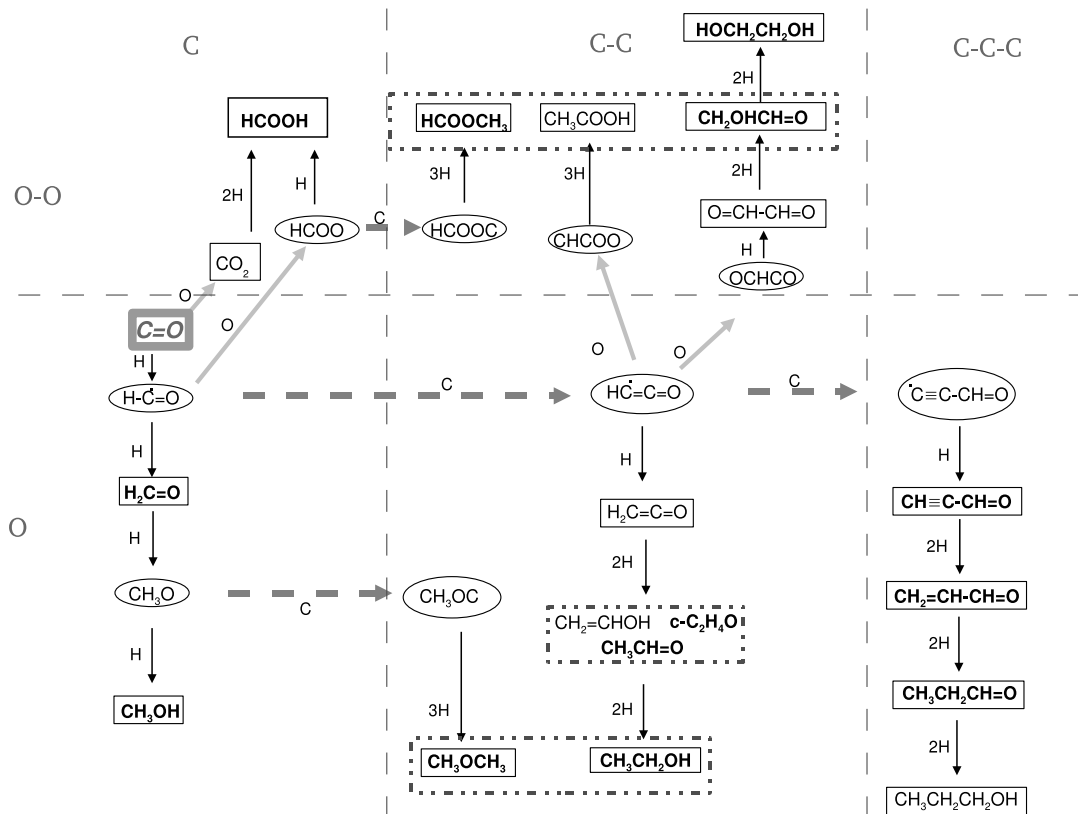 C
C-C
C-C-C
HOCH₂CH₂OH
2H
HCOOH
HCOOCH₃
CH₃COOH
CH₂OHCH=O
2H
H
3H
3H
2H
O-O
HCOO
C
HCOOC
CHCOO
O=CH-CH=O
H
CO₂
OCHCO
O
C=O
O
O
O
H
H-Ċ=O
C
HĊ=C=O
C
Ċ≡C-CH=O
H
H
H
H₂C=O
H₂C=C=O
CH≡C-CH=O
O
H
2H
2H
CH₃O
C
CH₃OC
CH₂=CH-CH=O
CH₂=CHOH c-C₂H₄O
CH₃CH=O
H
2H
CH₃OH
3H
2H
CH₃CH₂CH=O
2H
CH₃OCH₃
CH₃CH₂OH
CH₃CH₂CH₂OH